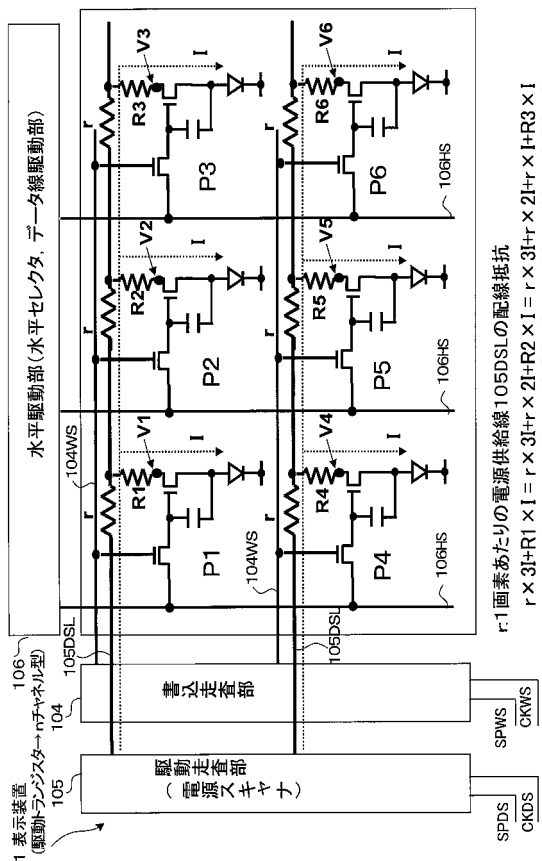 1 表示装置
(駆動トランジスター→nチャネル型)
106
水平駆動部(水平セレクタ, データ線駆動部)
105
駆動走査部
(電源スキャナ)
104
書込走査部
SPDS
CKDS
SPWS
CKWS
104WS
105DSL
r
r
r
R1
V1
I
P1
R2
V2
I
P2
R3
V3
I
P3
106HS
104WS
105DSL
r
r
r
R4
V4
I
P4
R5
V5
I
P5
R6
V6
I
P6
106HS
106HS
106HS
r:1画素あたりの電源供給線105DSLの配線抵抗
r×3I+R1×I=r×3I+r×2I+R2×I=r×3I+r×2I+r×I+R3×I